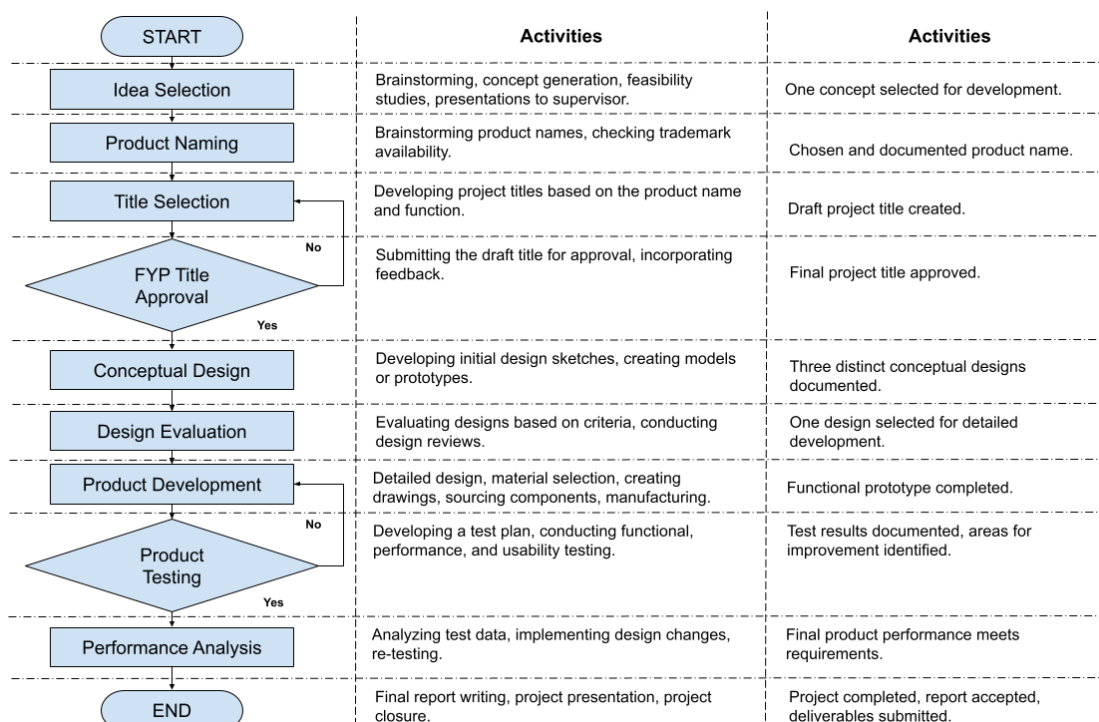 START
Activities
Activities
Idea Selection
Brainstorming, concept generation, feasibility
studies, presentations to supervisor.
One concept selected for development.
Product Naming
Brainstorming product names, checking trademark
availability.
Chosen and documented product name.
Title Selection
Developing project titles based on the product name
and function.
Draft project title created.
No
FYP Title
Approval
Submitting the draft title for approval, incorporating
feedback.
Final project title approved.
Yes
Conceptual Design
Developing initial design sketches, creating models
or prototypes.
Three distinct conceptual designs
documented.
Design Evaluation
Evaluating designs based on criteria, conducting
design reviews.
One design selected for detailed
development.
Product Development
Detailed design, material selection, creating
drawings, sourcing components, manufacturing.
Functional prototype completed.
No
Product
Testing
Developing a test plan, conducting functional,
performance, and usability testing.
Test results documented, areas for
improvement identified.
Yes
Performance Analysis
Analyzing test data, implementing design changes,
re-testing.
Final product performance meets
requirements.
END
Final report writing, project presentation, project
closure.
Project completed, report accepted,
deliverables submitted.